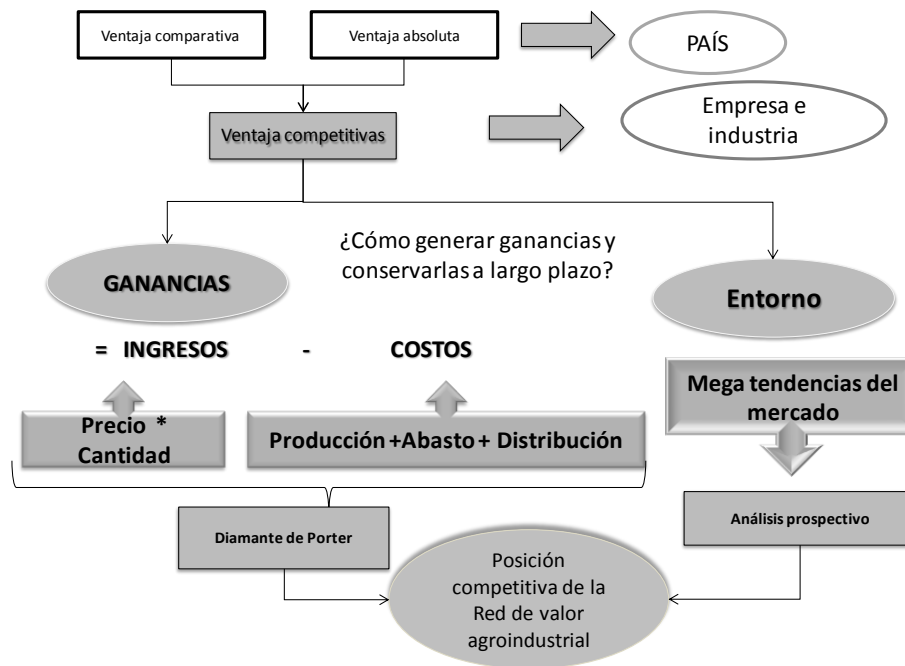 Ventaja comparativa
Ventaja absoluta
PAÍS
Ventaja competitivas
Empresa e
industria
¿Cómo generar ganancias y
conservarlas a largo plazo?
GANANCIAS
Entorno
= INGRESOS - COSTOS
Mega tendencias del
mercado
Precio *
Cantidad
Producción +Abasto + Distribución
Diamante de Porter
Análisis prospectivo
Posición
competitiva de la
Red de valor
agroindustrial